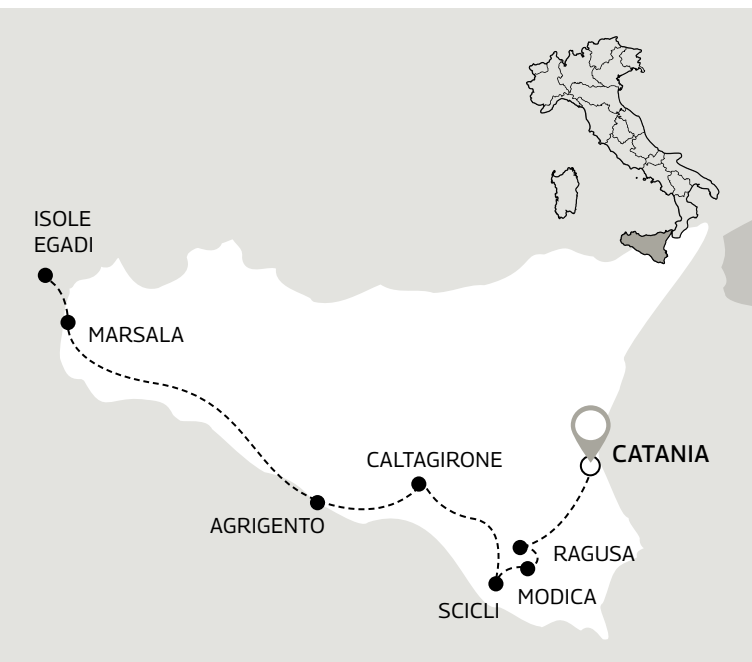 ISOLE
EGADI
MARSALA
CATANIA
CALTAGIRONE
AGRIGENTO
RAGUSA
MODICA
SCICLI